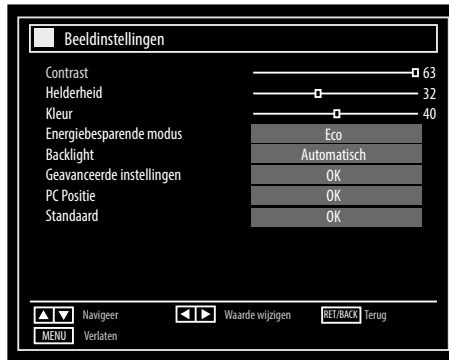 Beeldinstellingen
Contrast 63
Helderheid 32
Kleur 40
Energiebesparende modus Eco
Backlight Automatisch
Geavanceerde instellingen OK
PC Positie OK
Standaard OK
Navigeer Waarde wijzigen RET/BACK Terug
MENU Verlaten